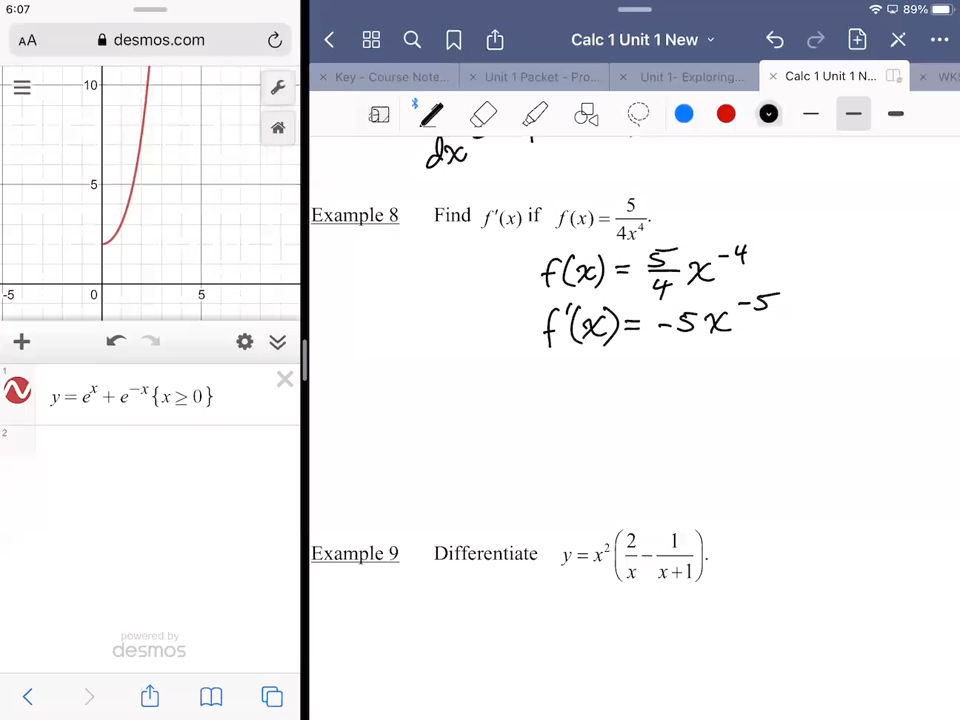 6:07
AA desmos.com
10
5
-5 0 5
1
y = e^x + e^{-x} {x ≥ 0}
2
powered by
desmos
89%
Calc 1 Unit 1 New
Key - Course Note...
Unit 1 Packet - Pro...
Unit 1- Exploring...
Calc 1 Unit 1 N...
WKS
dx
Example 8 Find f'(x) if f(x) = 5/(4x^4).
f(x) = 5/4 x^{-4}
f'(x) = -5x^{-5}
Example 9 Differentiate y = x^2 (2/x - 1/(x+1)).